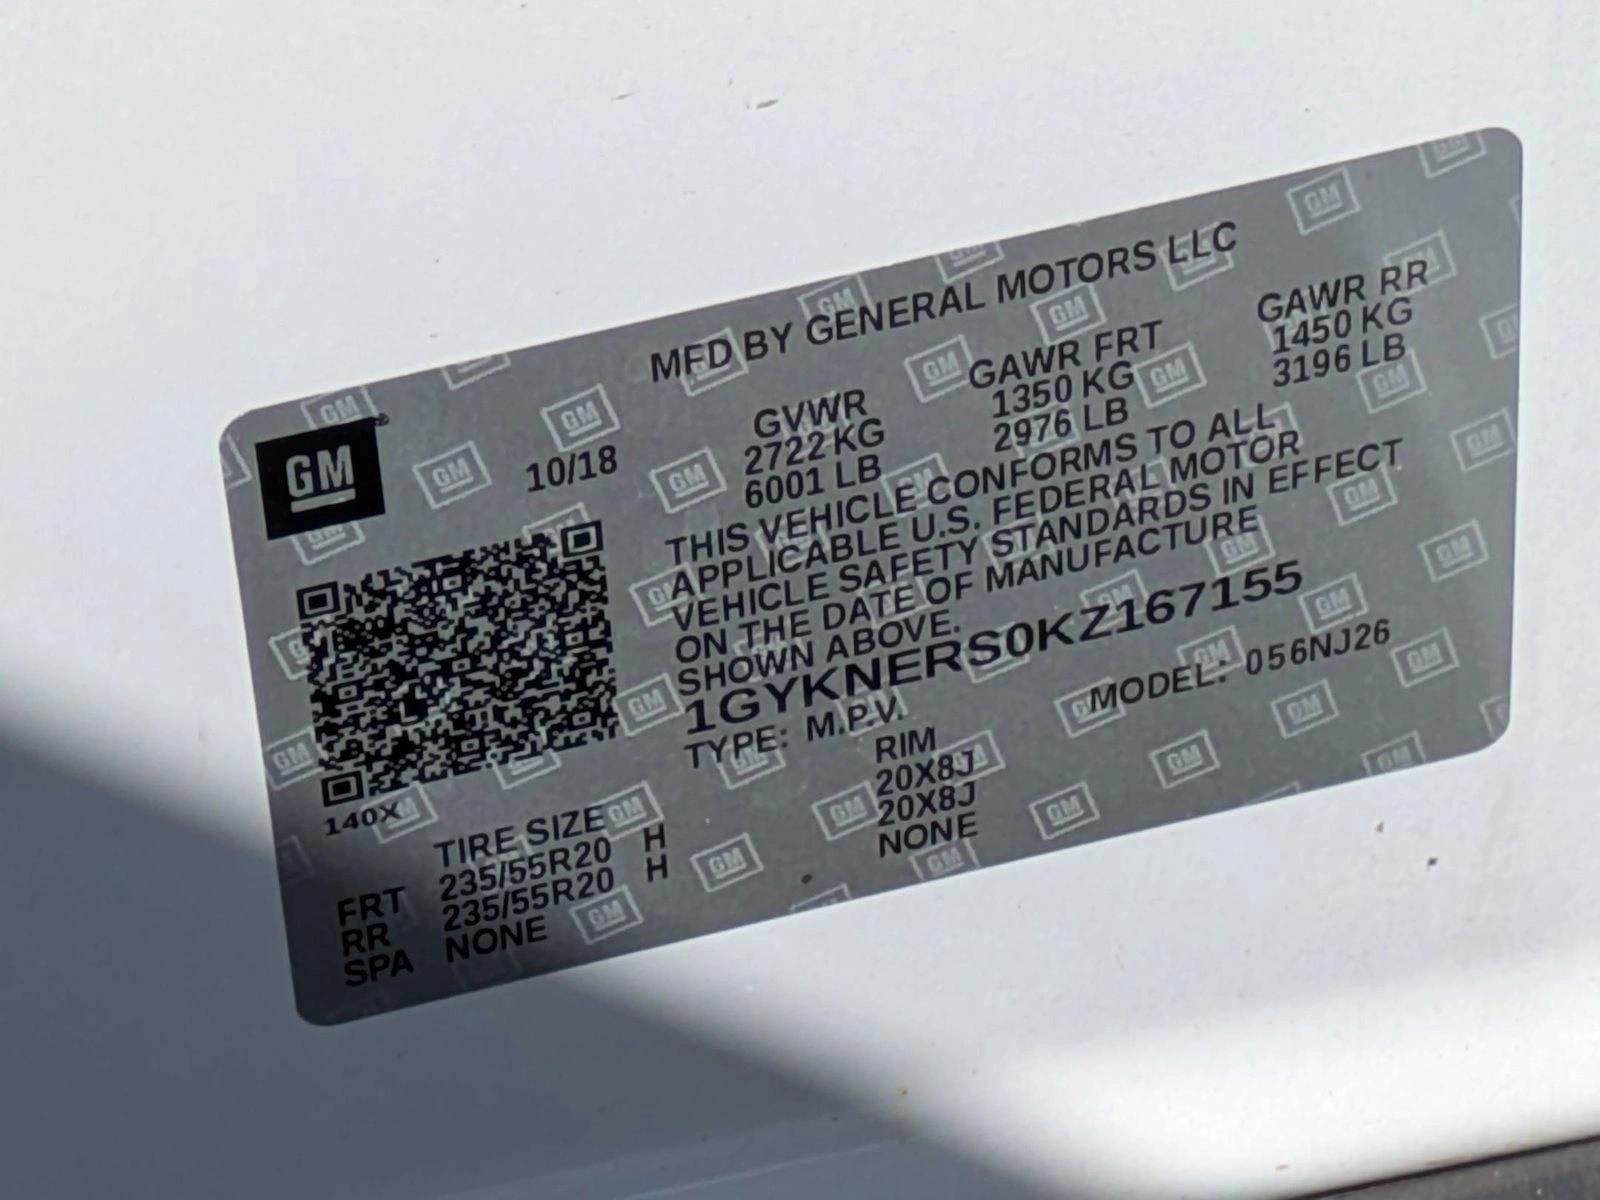 MFD BY GENERAL MOTORS LLC
GM
10/18
GVWR GAWR FRT GAWR RR
2722 KG 1350 KG 1450 KG
6001 LB 2976 LB 3196 LB
THIS VEHICLE CONFORMS TO ALL
APPLICABLE U.S. FEDERAL MOTOR
VEHICLE SAFETY STANDARDS IN EFFECT
ON THE DATE OF MANUFACTURE
SHOWN ABOVE.
1GYKNERS0KZ167155
TYPE: M.P.V. MODEL: 056NJ26
140X
TIRE SIZE RIM
FRT 235/55R20 H 20X8J
RR 235/55R20 H 20X8J
SPA NONE NONE